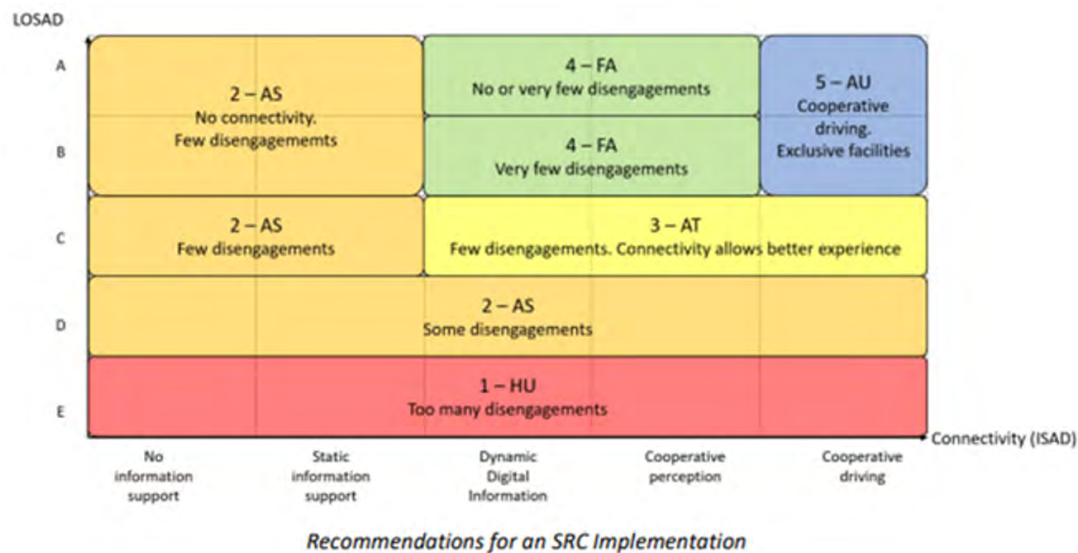 LOSAD
A
2 – AS
No connectivity.
Few disengagememts
4 – FA
No or very few disengagements
5 – AU
Cooperative
driving.
Exclusive facilities
B
4 – FA
Very few disengagements
C
2 – AS
Few disengagements
3 – AT
Few disengagements. Connectivity allows better experience
D
2 – AS
Some disengagements
E
1 – HU
Too many disengagements
Connectivity (ISAD)
No
information
support
Static
information
support
Dynamic
Digital
Information
Cooperative
perception
Cooperative
driving
Recommendations for an SRC Implementation